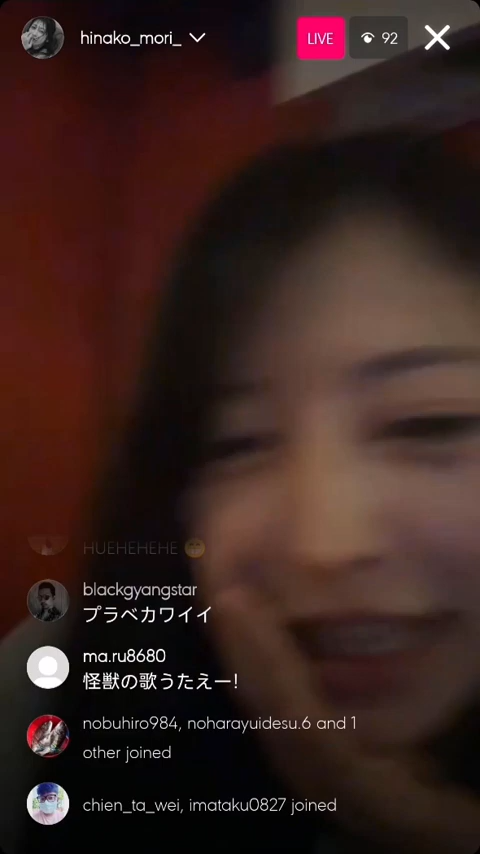 hinako_mori_
LIVE
92
HUEHEHEHE 😁
blackgyangstar
プラベカワイイ
ma.ru8680
怪獣の歌うたえー!
nobuhiro984, noharayuidesu.6 and 1
other joined
chien_ta_wei, imataku0827 joined